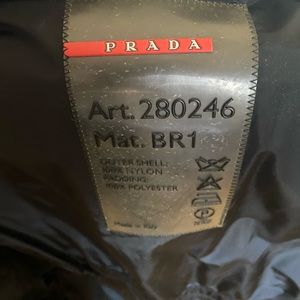 PRADA
Art. 280246
Mat. BR1
OUTER SHELL:
100% NYLON
PADDING:
100% POLYESTER
Made in Italy